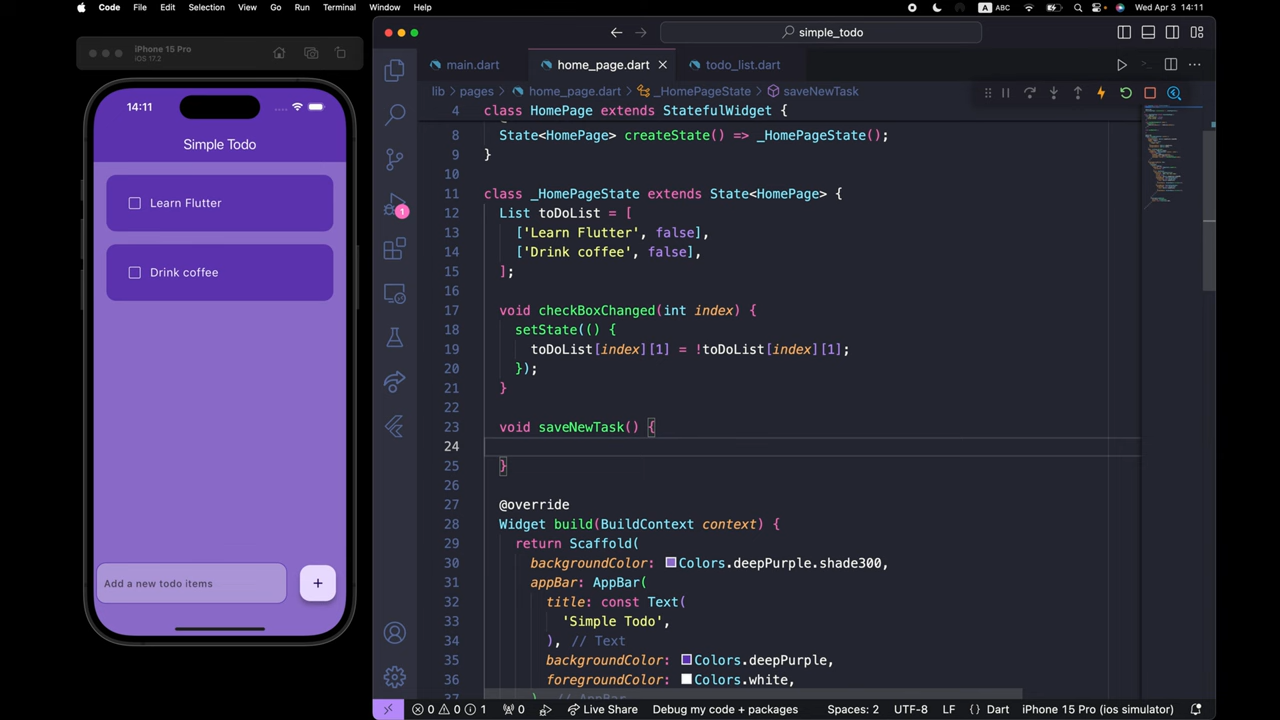 Code File Edit Selection View Go Run Terminal Window Help
A ABC Wed Apr 3 14:11
iPhone 15 Pro
iOS 17.2
14:11
Simple Todo
Learn Flutter
Drink coffee
Add a new todo items
+
simple_todo
main.dart home_page.dart todo_list.dart
lib > pages > home_page.dart > _HomePageState > saveNewTask
1
4 class HomePage extends StatefulWidget {
8 State<HomePage> createState() => _HomePageState();
9 }
10
11 class _HomePageState extends State<HomePage> {
12 List toDoList = [
13 ['Learn Flutter', false],
14 ['Drink coffee', false],
15 ];
16
17 void checkBoxChanged(int index) {
18 setState(() {
19 toDoList[index][1] = !toDoList[index][1];
20 });
21 }
22
23 void saveNewTask() {
24
25 }
26
27 @override
28 Widget build(BuildContext context) {
29 return Scaffold(
30 backgroundColor: Colors.deepPurple.shade300,
31 appBar: AppBar(
32 title: const Text(
33 'Simple Todo',
34 ), // Text
35 backgroundColor: Colors.deepPurple,
36 foregroundColor: Colors.white,
37 ) // AppBar
0 0 1 0 Live Share Debug my code + packages Spaces: 2 UTF-8 LF {} Dart iPhone 15 Pro (ios simulator)